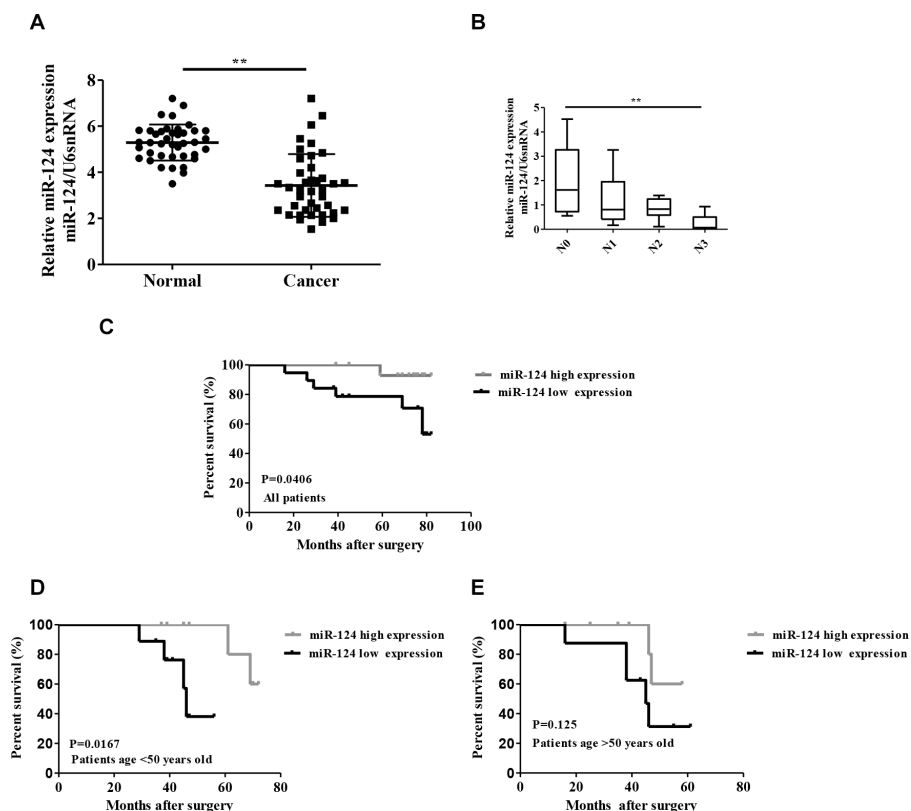 A
**
Relative miR-124 expression
miR-124/U6snRNA
8
6
4
2
0
Normal
Cancer
B
**
Relative miR-124 expression
miR-124/U6snRNA
5
4
3
2
1
0
N0
N1
N2
N3
C
Percent survival (%)
100
80
60
40
20
0
miR-124 high expression
miR-124 low expression
P=0.0406
All patients
0
20
40
60
80
100
Months after surgery
D
Percent survival (%)
100
80
60
40
20
0
miR-124 high expression
miR-124 low expression
P=0.0167
Patients age <50 years old
0
20
40
60
80
Months after surgery
E
Percent survival (%)
100
80
60
40
20
0
miR-124 high expression
miR-124 low expression
P=0.125
Patients age >50 years old
0
20
40
60
80
Months after surgery